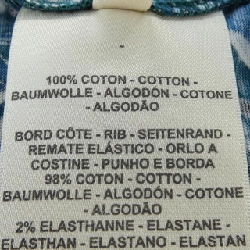 100% COTON - COTTON -
BAUMWOLLE - ALGODÓN - COTONE
- ALGODÃO
BORD CÔTE - RIB - SEITENRAND -
REMATE ELÁSTICO - ORLO A
COSTINE - PUNHO E BORDA
98% COTON - COTTON -
BAUMWOLLE - ALGODÓN - COTONE
- ALGODÃO
2% ELASTHANNE - ELASTANE -
ELASTHAN - ELASTANO - ELASTAN